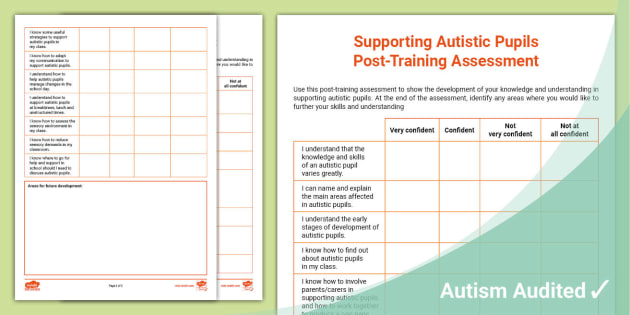 I know some useful
strategies to support
autistic pupils in
my class.
I know how to adapt
my communication to
support autistic pupils.
I understand how to
help autistic pupils
manage changes in the
school day.
I understand how to
support autistic pupils
at breaktimes, lunch and
unstructured times.
I know how to assess the
sensory environment in
my classroom.
I know how to reduce
sensory demands in my
classroom.
I know where to go for
help and support in
school should I need to
discuss autistic pupils.
Areas for future development:
and understanding in
you would like to
Not at
all confident
Supporting Autistic Pupils
Post-Training Assessment
Use this post-training assessment to show the development of your knowledge and understanding in
supporting autistic pupils. At the end of the assessment, identify any areas where you would like to
further your skills and understanding
Very confident
Confident
Not
very confident
Not at
all confident
I understand that the
knowledge and skills
of an autistic pupil
varies greatly.
I can name and explain
the main areas affected
in autistic pupils.
I understand the early
stages of development of
autistic pupils.
I know how to find out
about autistic pupils
in my class.
I know how to involve
parents/carers in
supporting autistic pupils
and how to work together
Autism Audited